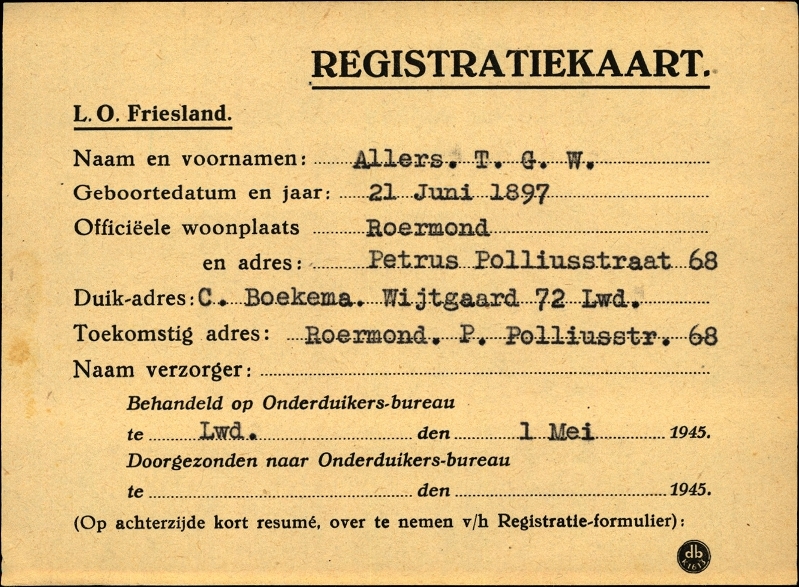 REGISTRATIEKAART.
L. O. Friesland.
Naam en voornamen: Allers. T. G. W.
Geboortedatum en jaar: 21 Juni 1897
Officiëele woonplaats Roermond
en adres: Petrus Polliusstraat 68
Duik-adres: C. Boekema. Wijtgaard 72 Lwd.
Toekomstig adres: Roermond. P. Polliusstr. 68
Naam verzorger:
Behandeld op Onderduikers-bureau
te Lwd. den 1 Mei 1945.
Doorgezonden naar Onderduikers-bureau
te den 1945.
(Op achterzijde kort resumé, over te nemen v/h Registratie-formulier):
db